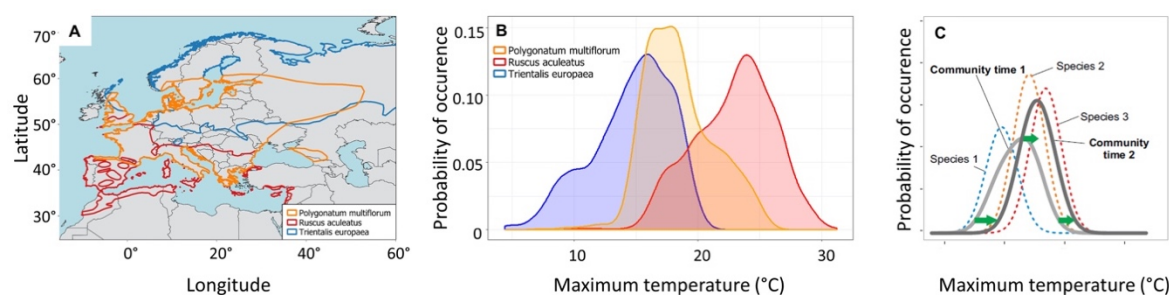 A
70°
60°
50°
40°
30°
Latitude
0°
20°
40°
60°
Longitude
Polygonatum multiflorum
Ruscus aculeatus
Trientalis europaea
B
0.15
0.10
0.05
0
Probability of occurence
Polygonatum multiflorum
Ruscus aculeatus
Trientalis europaea
10
20
30
Maximum temperature (°C)
C
Probability of occurence
Community time 1
Species 2
Species 3
Species 1
Community
time 2
Maximum temperature (°C)